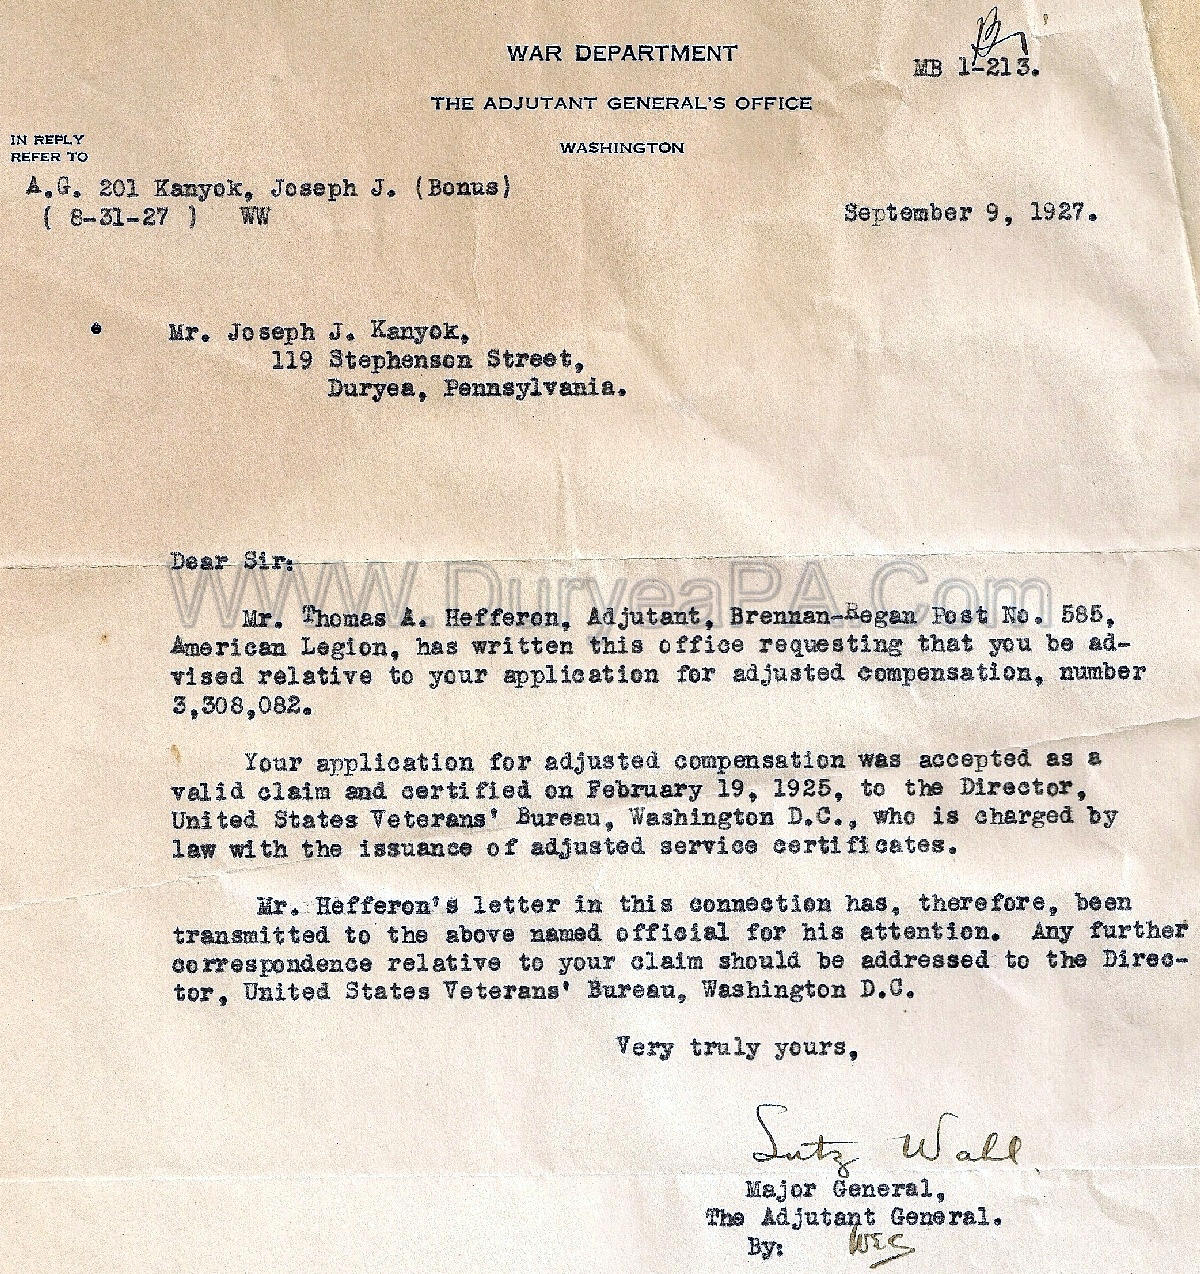 WAR DEPARTMENT
MB 1-213.
THE ADJUTANT GENERAL'S OFFICE
WASHINGTON
IN REPLY
REFER TO
A.G. 201 Kanyok, Joseph J. (Bonus)
( 8-31-27 ) WW
September 9, 1927.
Mr. Joseph J. Kanyok,
119 Stephenson Street,
Duryea, Pennsylvania.
Dear Sir:
WWW.DuryeaPA.Com
Mr. Thomas A. Hefferon, Adjutant, Brennan-Regan Post No. 585,
American Legion, has written this office requesting that you be ad-
vised relative to your application for adjusted compensation, number
3,308,082.
Your application for adjusted compensation was accepted as a
valid claim and certified on February 19, 1925, to the Director,
United States Veterans' Bureau, Washington D.C., who is charged by
law with the issuance of adjusted service certificates.
Mr. Hefferon's letter in this connection has, therefore, been
transmitted to the above named official for his attention. Any further
correspondence relative to your claim should be addressed to the Direc-
tor, United States Veterans' Bureau, Washington D.C.
Very truly yours,
Lutz Wahl
Major General,
The Adjutant General.
By: WEC